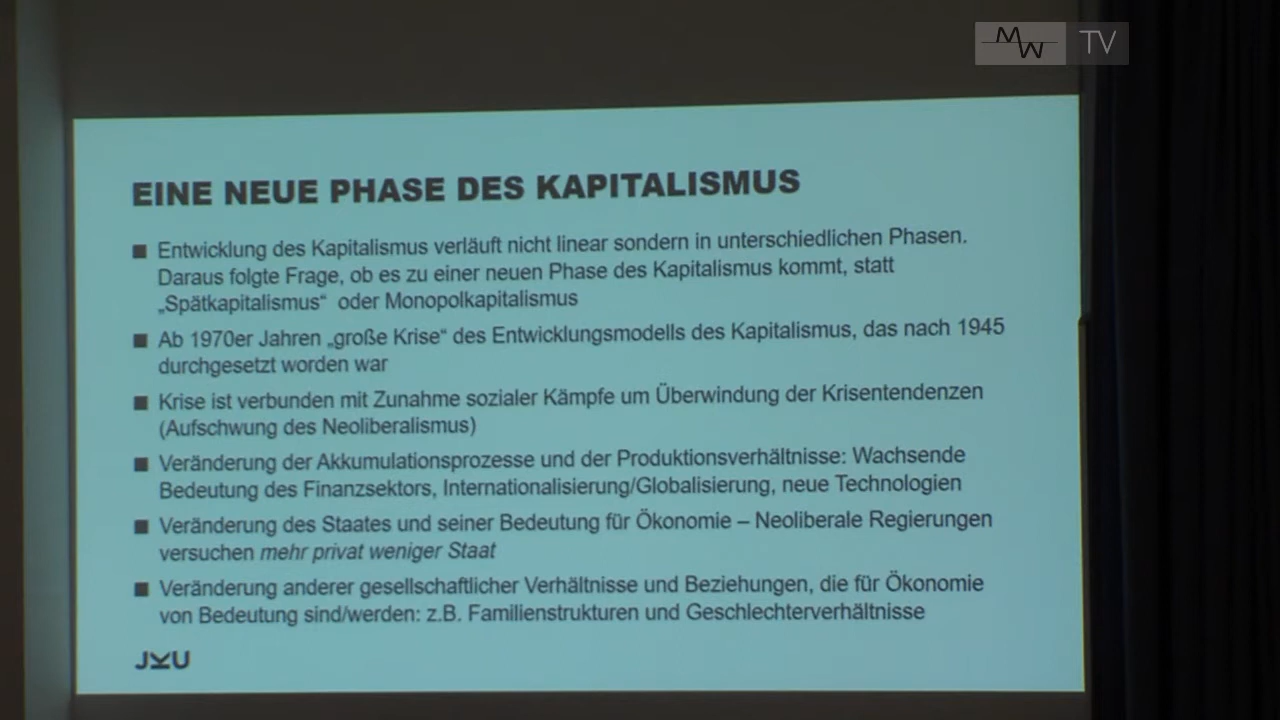 MW TV
EINE NEUE PHASE DES KAPITALISMUS
■ Entwicklung des Kapitalismus verläuft nicht linear sondern in unterschiedlichen Phasen.
Daraus folgte Frage, ob es zu einer neuen Phase des Kapitalismus kommt, statt
„Spätkapitalismus“ oder Monopolkapitalismus
■ Ab 1970er Jahren „große Krise“ des Entwicklungsmodells des Kapitalismus, das nach 1945
durchgesetzt worden war
■ Krise ist verbunden mit Zunahme sozialer Kämpfe um Überwindung der Krisentendenzen
(Aufschwung des Neoliberalismus)
■ Veränderung der Akkumulationsprozesse und der Produktionsverhältnisse: Wachsende
Bedeutung des Finanzsektors, Internationalisierung/Globalisierung, neue Technologien
■ Veränderung des Staates und seiner Bedeutung für Ökonomie – Neoliberale Regierungen
versuchen mehr privat weniger Staat
■ Veränderung anderer gesellschaftlicher Verhältnisse und Beziehungen, die für Ökonomie
von Bedeutung sind/werden: z.B. Familienstrukturen und Geschlechterverhältnisse
JKU